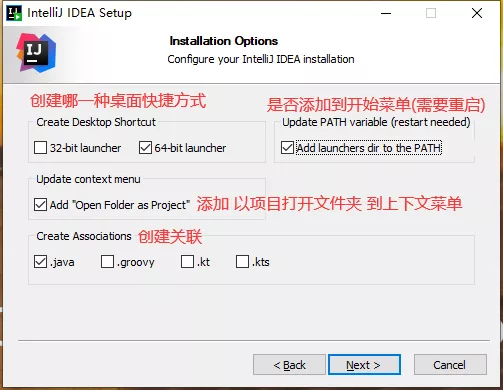 IntelliJ IDEA Setup
IJ
Installation Options
Configure your IntelliJ IDEA installation
创建哪一种桌面快捷方式
是否添加到开始菜单(需要重启)
Create Desktop Shortcut
Update PATH variable (restart needed)
32-bit launcher
64-bit launcher
Add launchers dir to the PATH
Update context menu
Add "Open Folder as Project"
添加 以项目打开文件夹 到上下文菜单
Create Associations
创建关联
.java
.groovy
.kt
.kts
< Back
Next >
Cancel